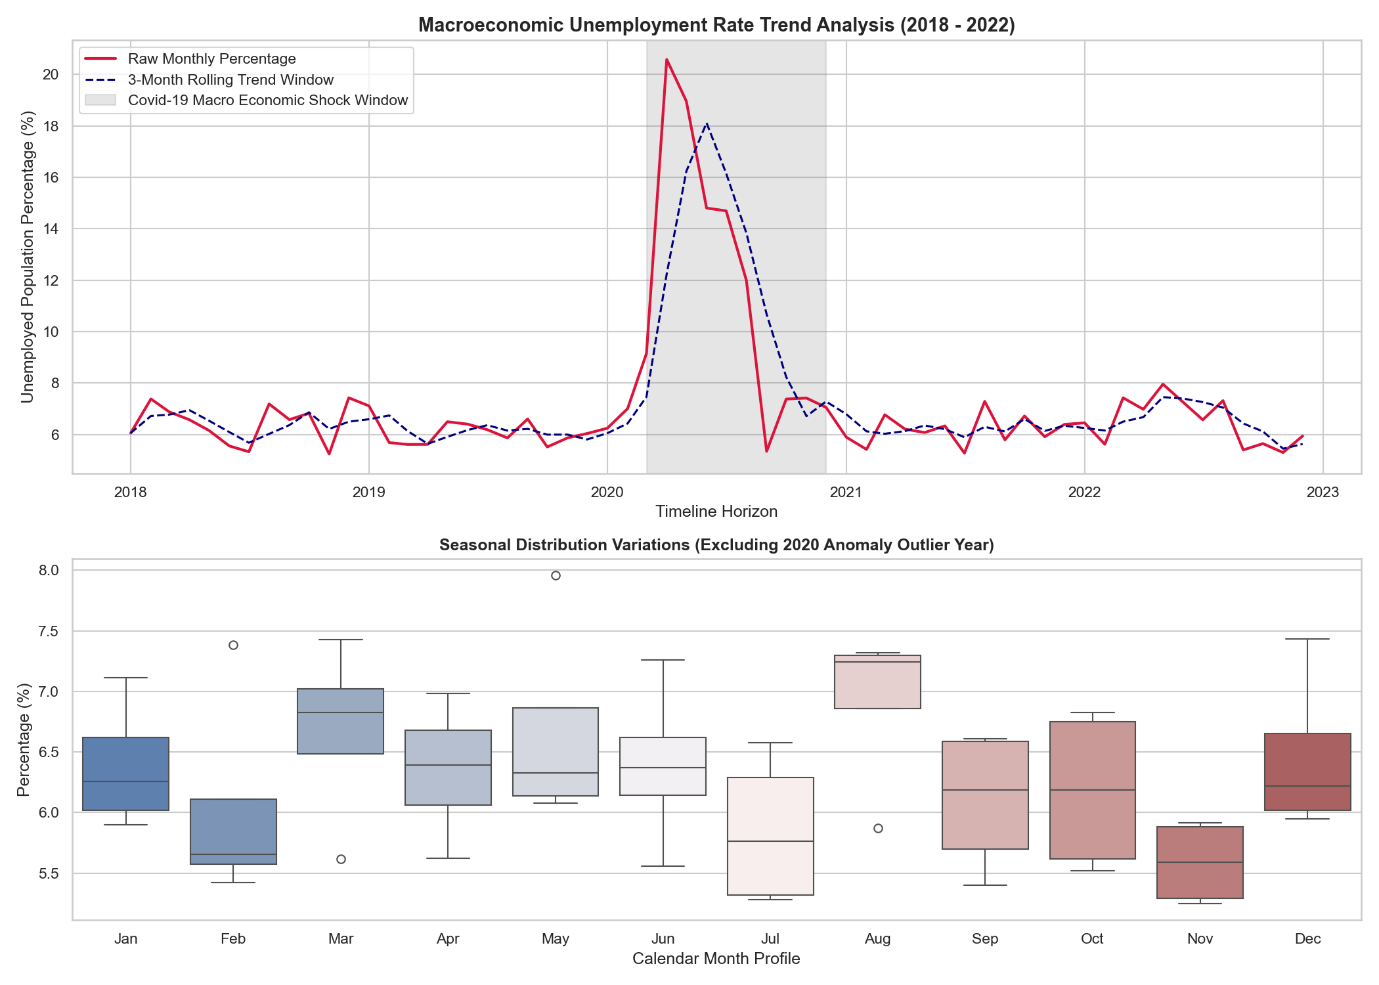 Macroeconomic Unemployment Rate Trend Analysis (2018 - 2022)
Raw Monthly Percentage
3-Month Rolling Trend Window
Covid-19 Macro Economic Shock Window
Unemployed Population Percentage (%)
20
18
16
14
12
10
8
6
2018 2019 2020 2021 2022 2023
Timeline Horizon
Seasonal Distribution Variations (Excluding 2020 Anomaly Outlier Year)
Percentage (%)
8.0
7.5
7.0
6.5
6.0
5.5
Jan Feb Mar Apr May Jun Jul Aug Sep Oct Nov Dec
Calendar Month Profile